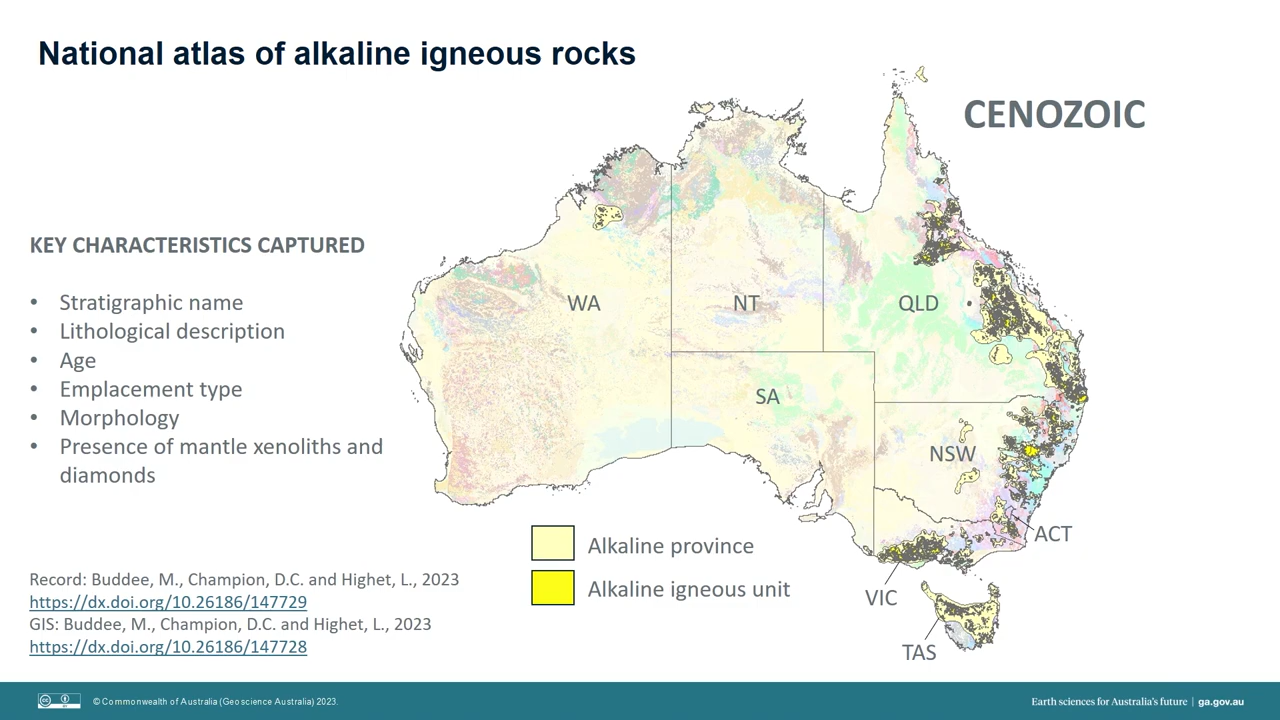 National atlas of alkaline igneous rocks
CENOZOIC
KEY CHARACTERISTICS CAPTURED
• Stratigraphic name
• Lithological description
• Age
• Emplacement type
• Morphology
• Presence of mantle xenoliths and
diamonds
WA
NT
QLD
SA
NSW
ACT
VIC
TAS
Alkaline province
Alkaline igneous unit
Record: Buddee, M., Champion, D.C. and Highet, L., 2023
https://dx.doi.org/10.26186/147729
GIS: Buddee, M., Champion, D.C. and Highet, L., 2023
https://dx.doi.org/10.26186/147728
© Commonwealth of Australia (Geoscience Australia) 2023.
Earth sciences for Australia's future | ga.gov.au